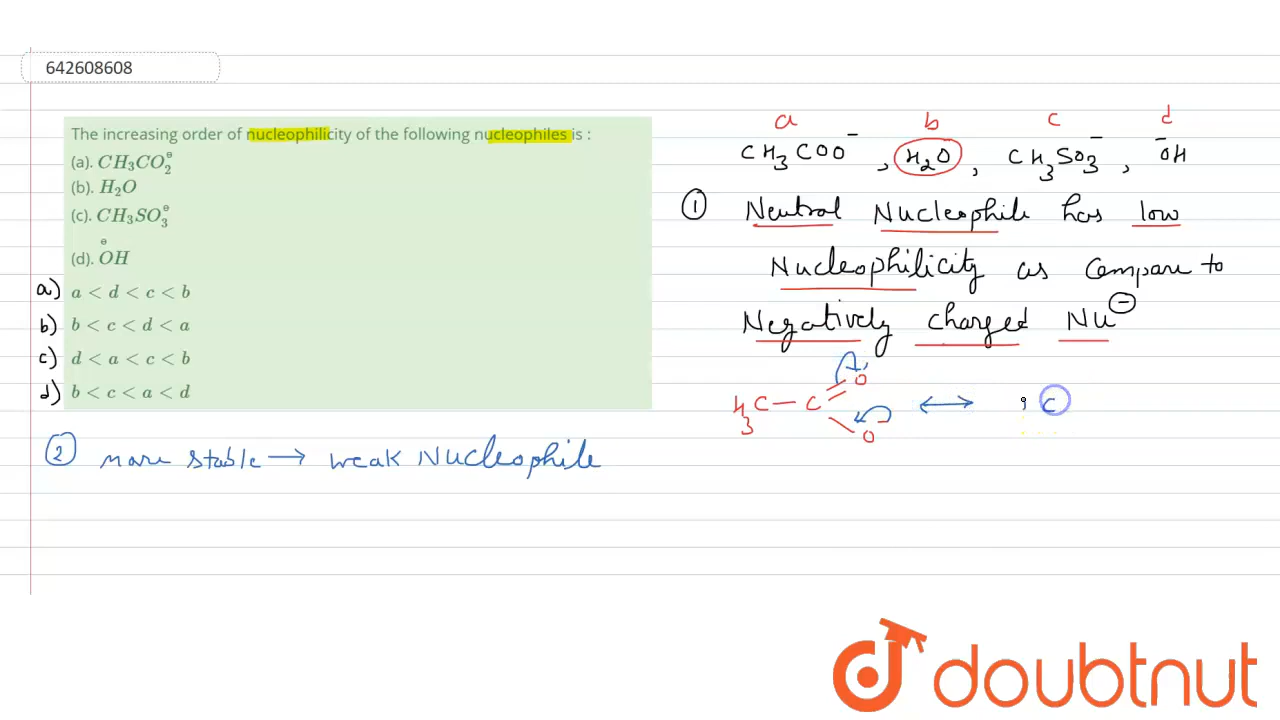 642608608
The increasing order of nucleophilicity of the following nucleophiles is :
(a). CH₃CO₂^⊖
(b). H₂O
(c). CH₃SO₃^⊖
(d). O^⊖H
a) a < d < c < b
b) b < c < d < a
c) d < a < c < b
d) b < c < a < d
② more stable → weak Nucleophile
a b c d
CH₃COO⁻, H₂O, CH₃SO₃⁻, ⁻OH
① Neutral Nucleophile has low
Nucleophilicity as compare to
Negatively charged Nu⊖
H₃C — C = O ↔ , C
O
doubtnut